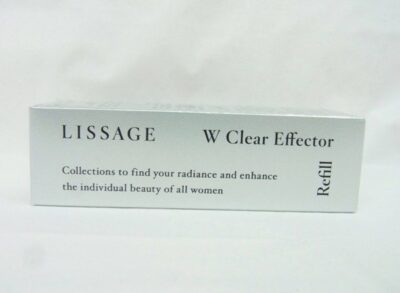 LISSAGE
W Clear Effector
Collections to find your radiance and enhance
the individual beauty of all women
Refill